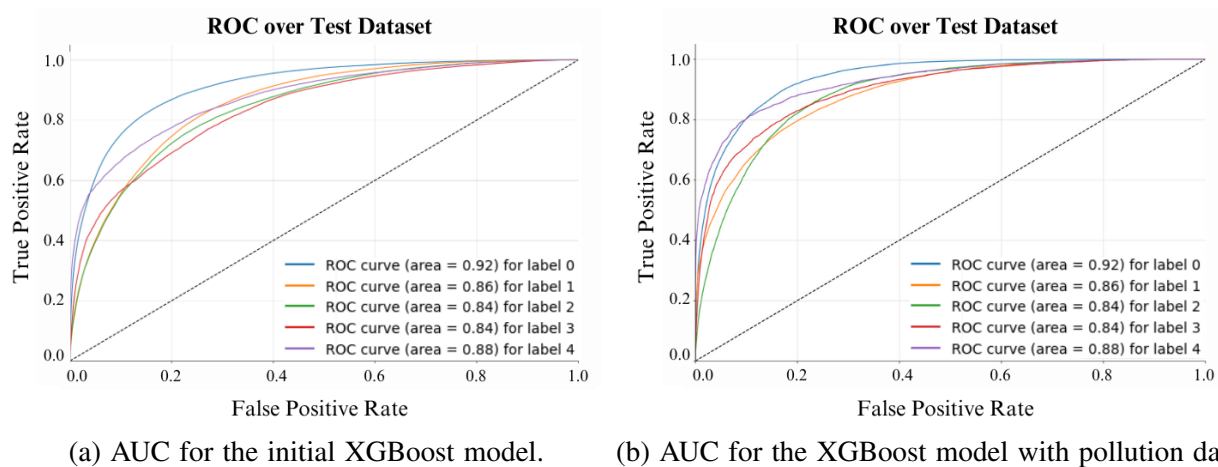 ROC over Test Dataset
1.0
0.8
0.6
0.4
0.2
0.0
True Positive Rate
ROC curve (area = 0.92) for label 0
ROC curve (area = 0.86) for label 1
ROC curve (area = 0.84) for label 2
ROC curve (area = 0.84) for label 3
ROC curve (area = 0.88) for label 4
0.0 0.2 0.4 0.6 0.8 1.0
False Positive Rate
(a) AUC for the initial XGBoost model.
ROC over Test Dataset
1.0
0.8
0.6
0.4
0.2
0.0
True Positive Rate
ROC curve (area = 0.92) for label 0
ROC curve (area = 0.86) for label 1
ROC curve (area = 0.84) for label 2
ROC curve (area = 0.84) for label 3
ROC curve (area = 0.88) for label 4
0.0 0.2 0.4 0.6 0.8 1.0
False Positive Rate
(b) AUC for the XGBoost model with pollution da